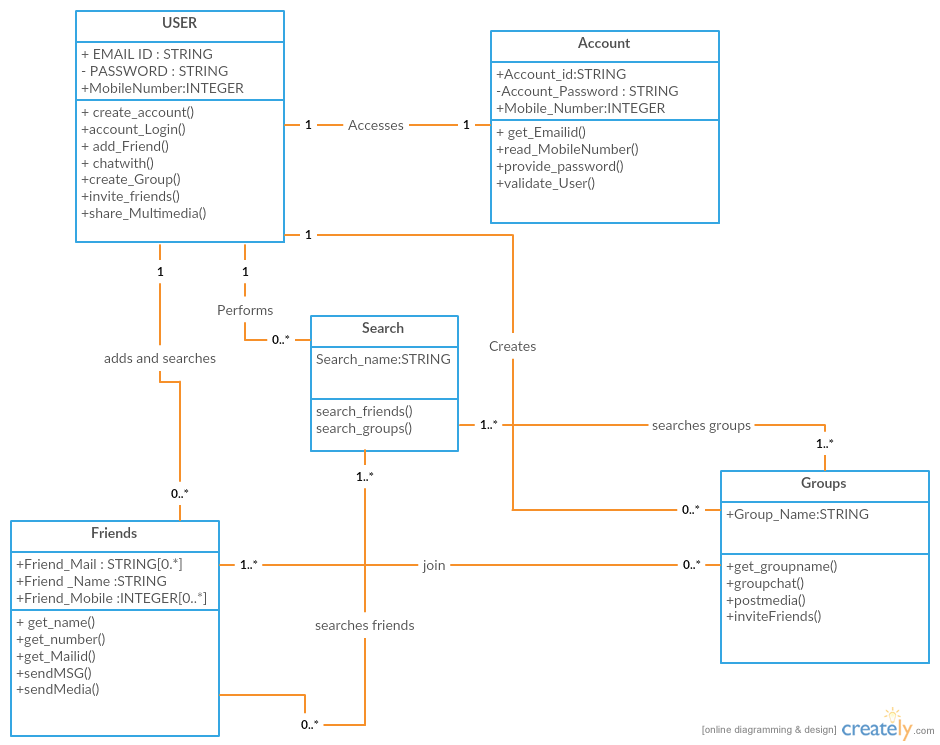 USER
+ EMAIL ID : STRING
- PASSWORD : STRING
+MobileNumber:INTEGER
+ create_account()
+account_Login()
+ add_Friend()
+ chatwith()
+create_Group()
+invite_friends()
+share_Multimedia()
1 Accesses 1
Account
+Account_id:STRING
-Account_Password : STRING
+Mobile_Number:INTEGER
+ get_Emailid()
+read_MobileNumber()
+provide_password()
+validate_User()
1
Creates
0..*
1
adds and searches
0..*
1
Performs
0..*
Search
Search_name:STRING
search_friends()
search_groups()
1..* searches groups
1..*
1..*
searches friends
0..*
Groups
+Group_Name:STRING
+get_groupname()
+groupchat()
+postmedia()
+inviteFriends()
Friends
+Friend_Mail : STRING[0.*]
+Friend _Name :STRING
+Friend_Mobile :INTEGER[0..*]
+ get_name()
+get_number()
+get_Mailid()
+sendMSG()
+sendMedia()
1..* join 0..*
[online diagramming & design] creately.com